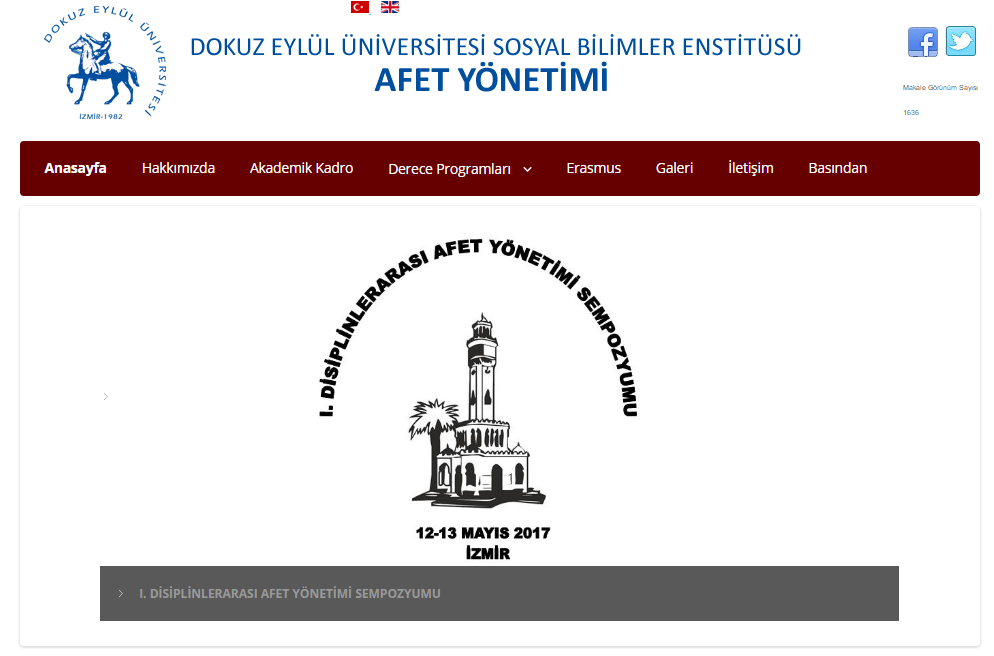 DOKUZ EYLÜL ÜNİVERSİTESİ
İZMİR-1982
DOKUZ EYLÜL ÜNİVERSİTESİ SOSYAL BİLİMLER ENSTİTÜSÜ
AFET YÖNETİMİ
Makale Görünüm Sayısı
1636
Anasayfa Hakkımızda Akademik Kadro Derece Programları Erasmus Galeri İletişim Basından
I. DİSİPLİNLERARASI AFET YÖNETİMİ SEMPOZYUMU
12-13 MAYIS 2017
İZMİR
I. DİSİPLİNLERARASI AFET YÖNETİMİ SEMPOZYUMU